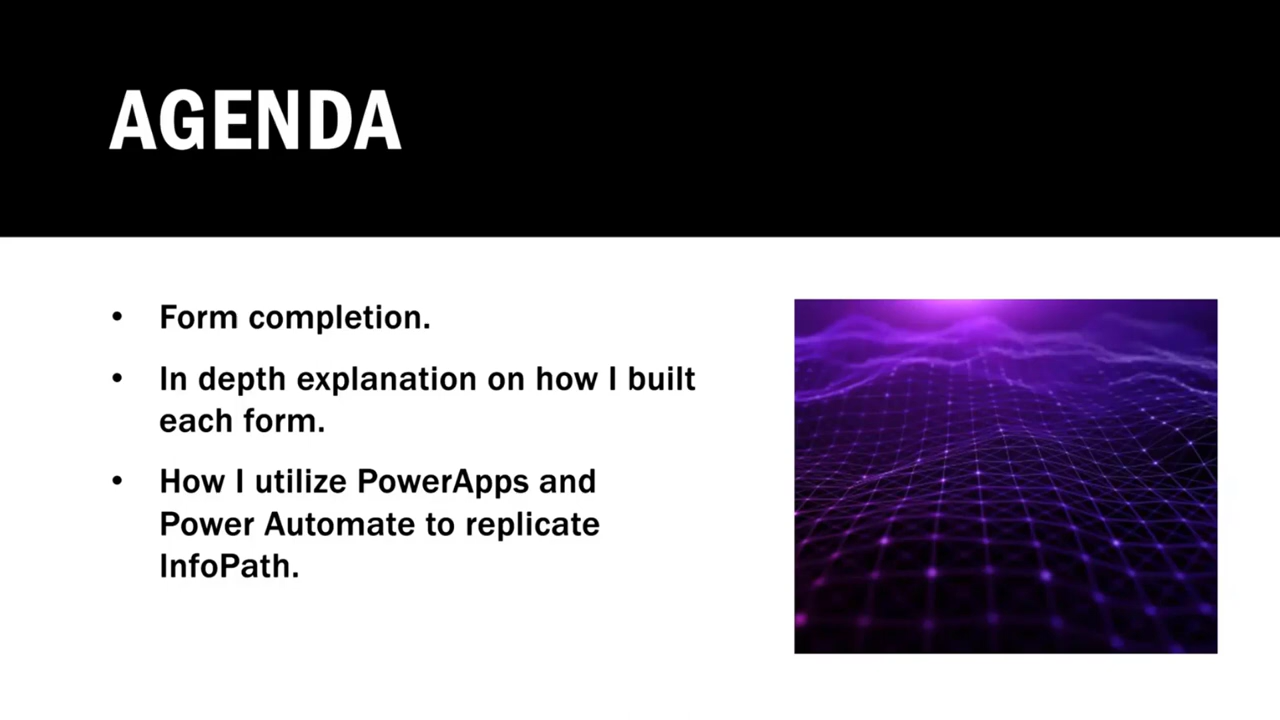 AGENDA
• Form completion.
• In depth explanation on how I built
each form.
• How I utilize PowerApps and
Power Automate to replicate
InfoPath.